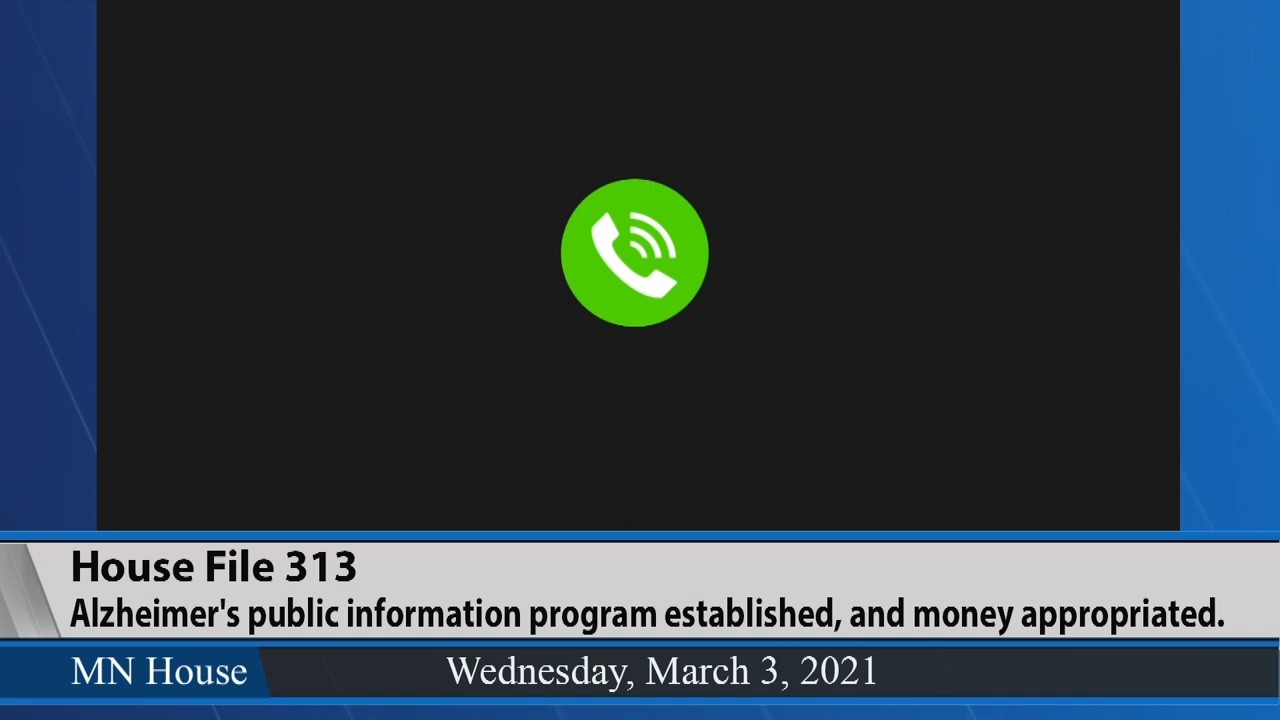 House File 313
Alzheimer's public information program established, and money appropriated.
MN House
Wednesday, March 3, 2021